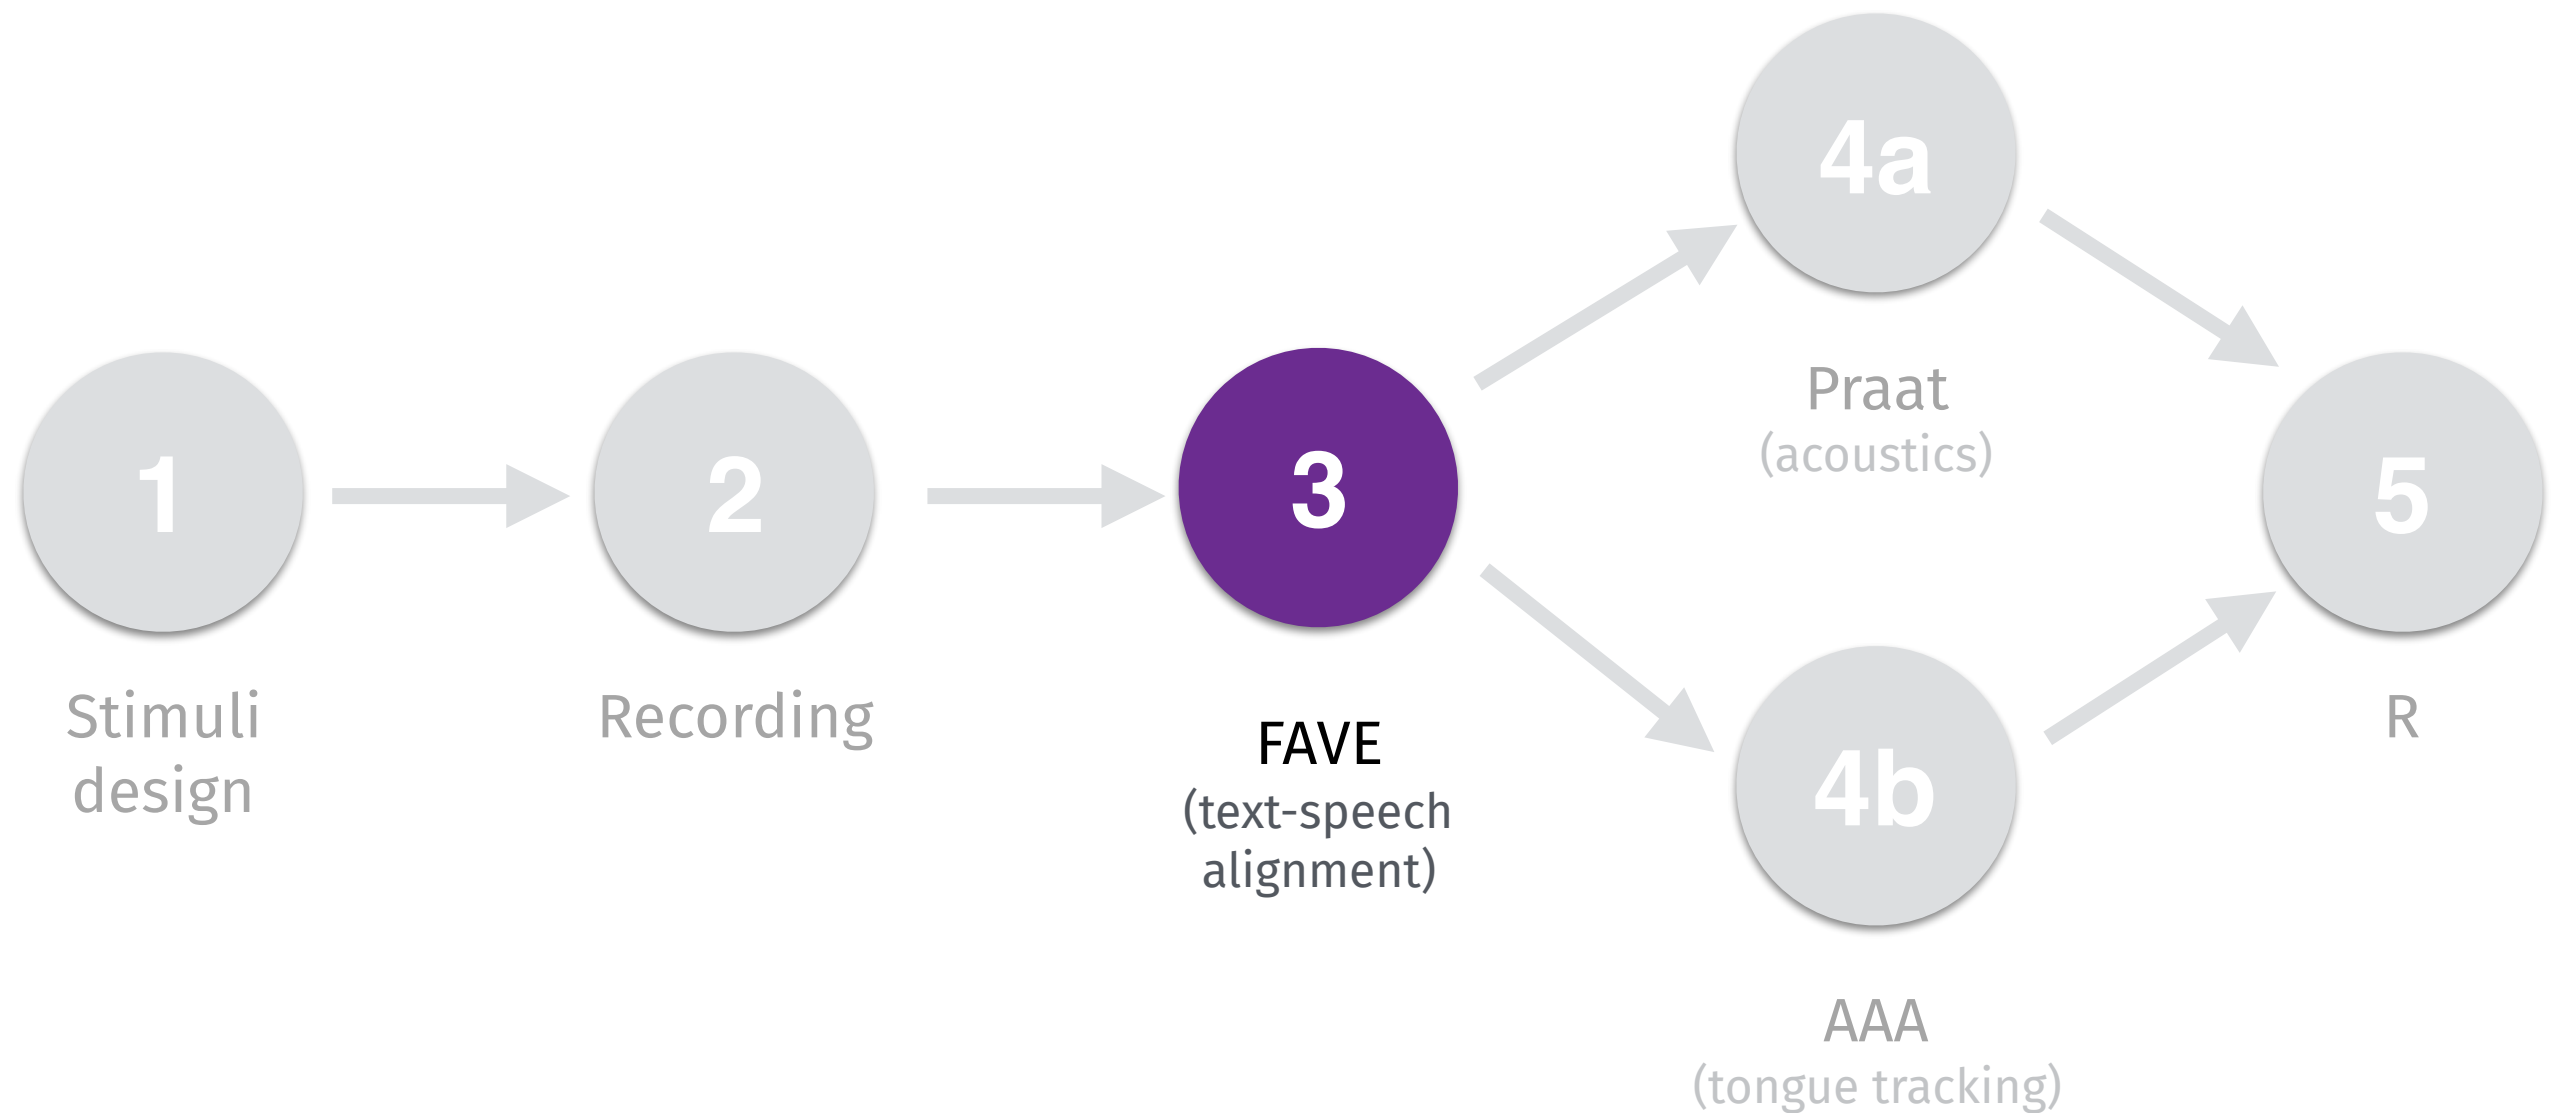 1
Stimuli
design
2
Recording
3
FAVE
(text-speech
alignment)
4a
Praat
(acoustics)
4b
AAA
(tongue tracking)
5
R